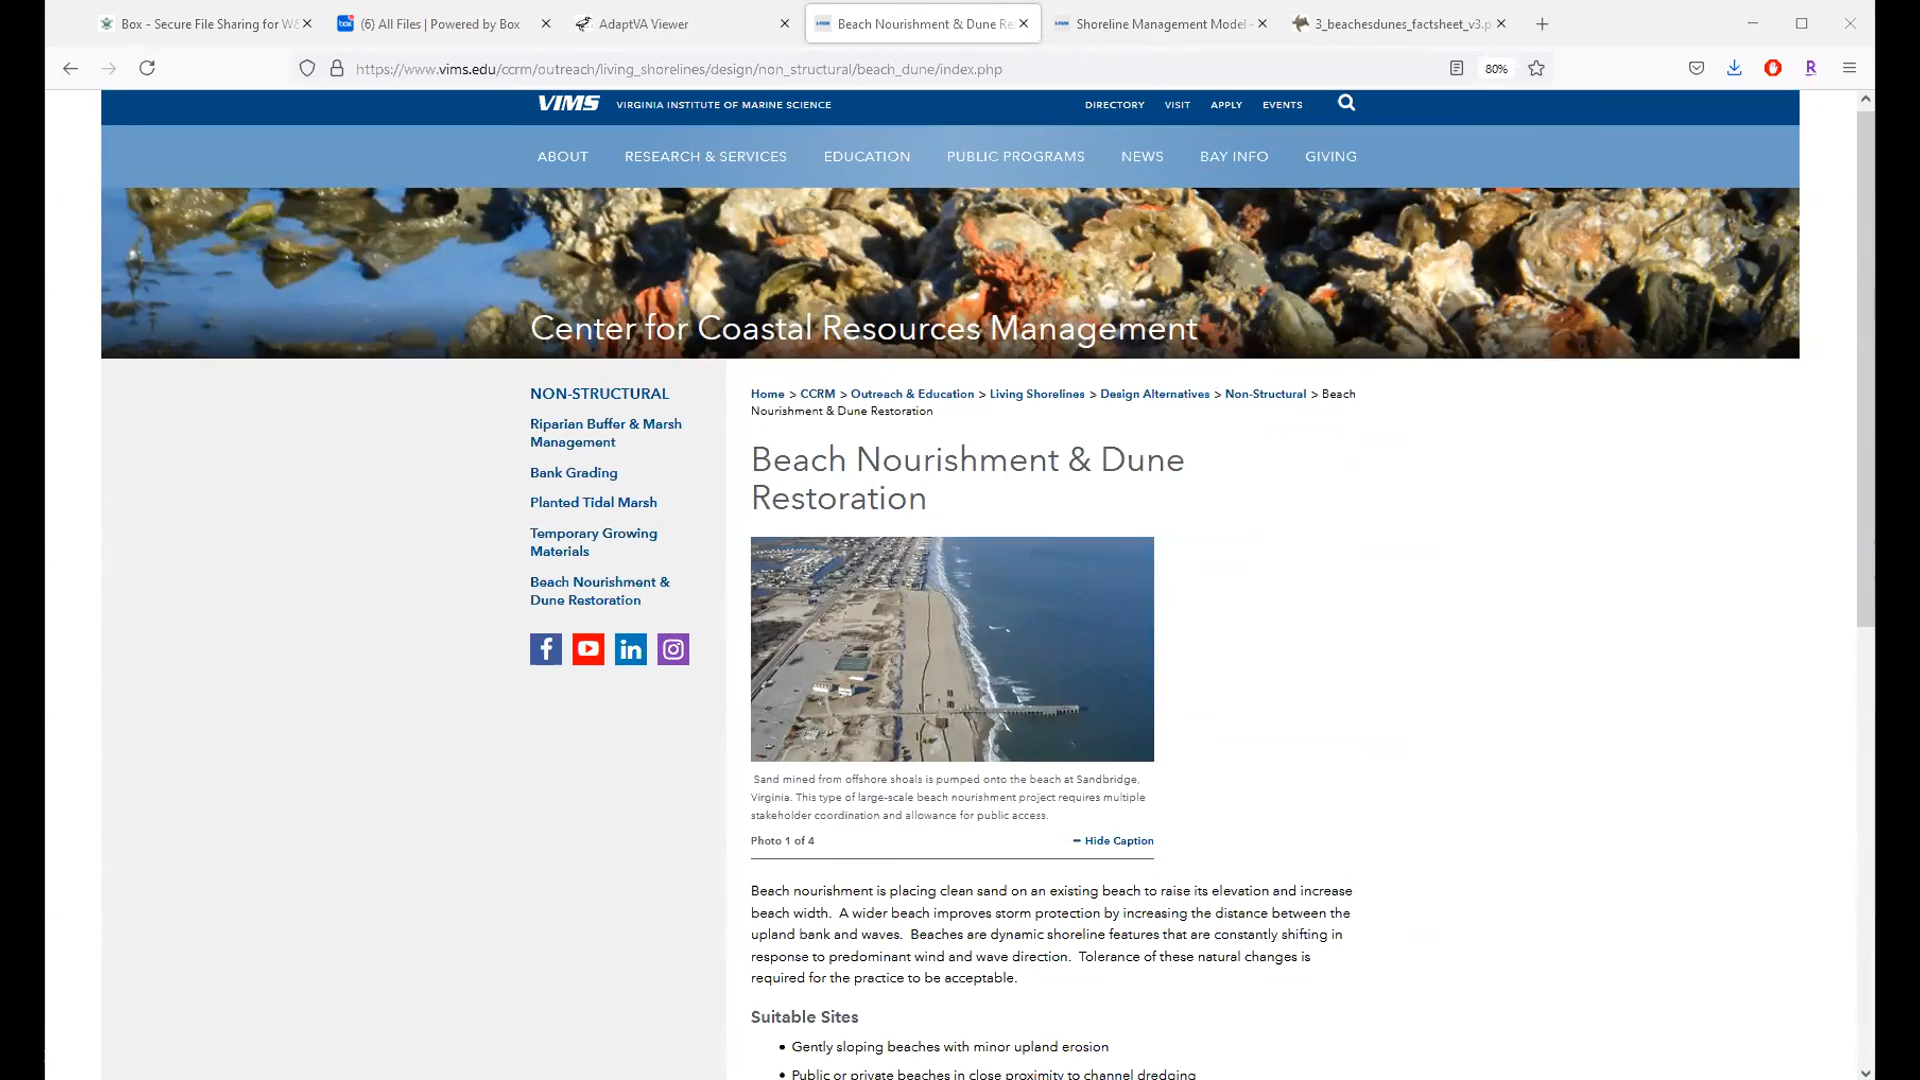 Box - Secure File Sharing for W&
(6) All Files | Powered by Box
AdaptVA Viewer
Beach Nourishment & Dune Re
Shoreline Management Model -
3_beachesdunes_factsheet_v3.p
https://www.vims.edu/ccrm/outreach/living_shorelines/design/non_structural/beach_dune/index.php
80%
R
VIMS VIRGINIA INSTITUTE OF MARINE SCIENCE
DIRECTORY VISIT APPLY EVENTS
ABOUT RESEARCH & SERVICES EDUCATION PUBLIC PROGRAMS NEWS BAY INFO GIVING
Center for Coastal Resources Management
NON-STRUCTURAL
Riparian Buffer & Marsh
Management
Bank Grading
Planted Tidal Marsh
Temporary Growing
Materials
Beach Nourishment &
Dune Restoration
Home > CCRM > Outreach & Education > Living Shorelines > Design Alternatives > Non-Structural > Beach
Nourishment & Dune Restoration
Beach Nourishment & Dune
Restoration
Sand mined from offshore shoals is pumped onto the beach at Sandbridge,
Virginia. This type of large-scale beach nourishment project requires multiple
stakeholder coordination and allowance for public access.
Photo 1 of 4
Hide Caption
Beach nourishment is placing clean sand on an existing beach to raise its elevation and increase
beach width. A wider beach improves storm protection by increasing the distance between the
upland bank and waves. Beaches are dynamic shoreline features that are constantly shifting in
response to predominant wind and wave direction. Tolerance of these natural changes is
required for the practice to be acceptable.
Suitable Sites
• Gently sloping beaches with minor upland erosion
• Public or private beaches in close proximity to channel dredging